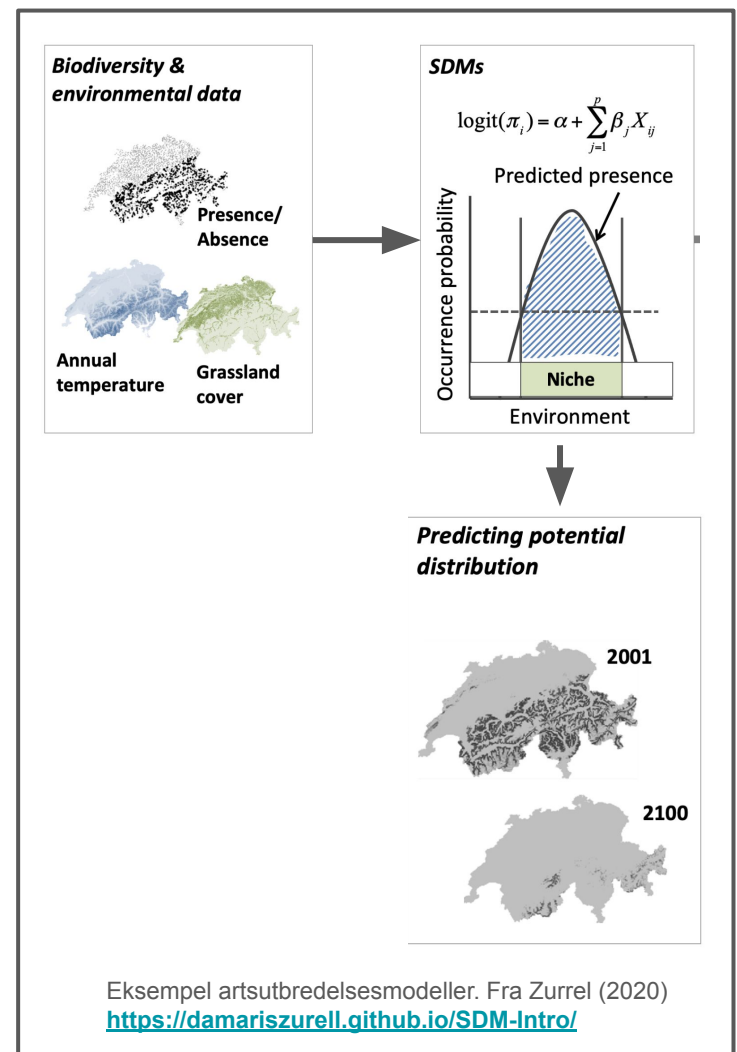 Biodiversity &
environmental data
Presence/
Absence
Annual
temperature
Grassland
cover
SDMs
logit(πᵢ) = α + ∑ⱼ₌₁ᵖ βⱼXᵢⱼ
Predicted presence
Occurrence probability
Niche
Environment
Predicting potential
distribution
2001
2100
Eksempel artsutbredelsesmodeller. Fra Zurrel (2020)
https://damariszurell.github.io/SDM-Intro/